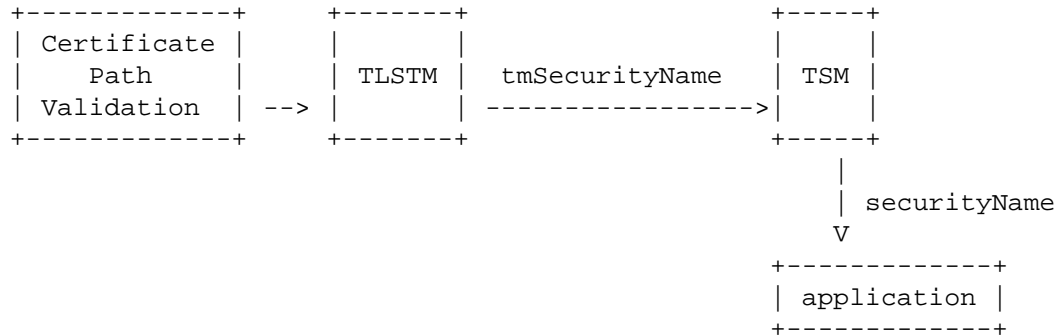 Certificate
Path
Validation
-->
TLSTM
tmSecurityName
----------------->
TSM
securityName
V
application